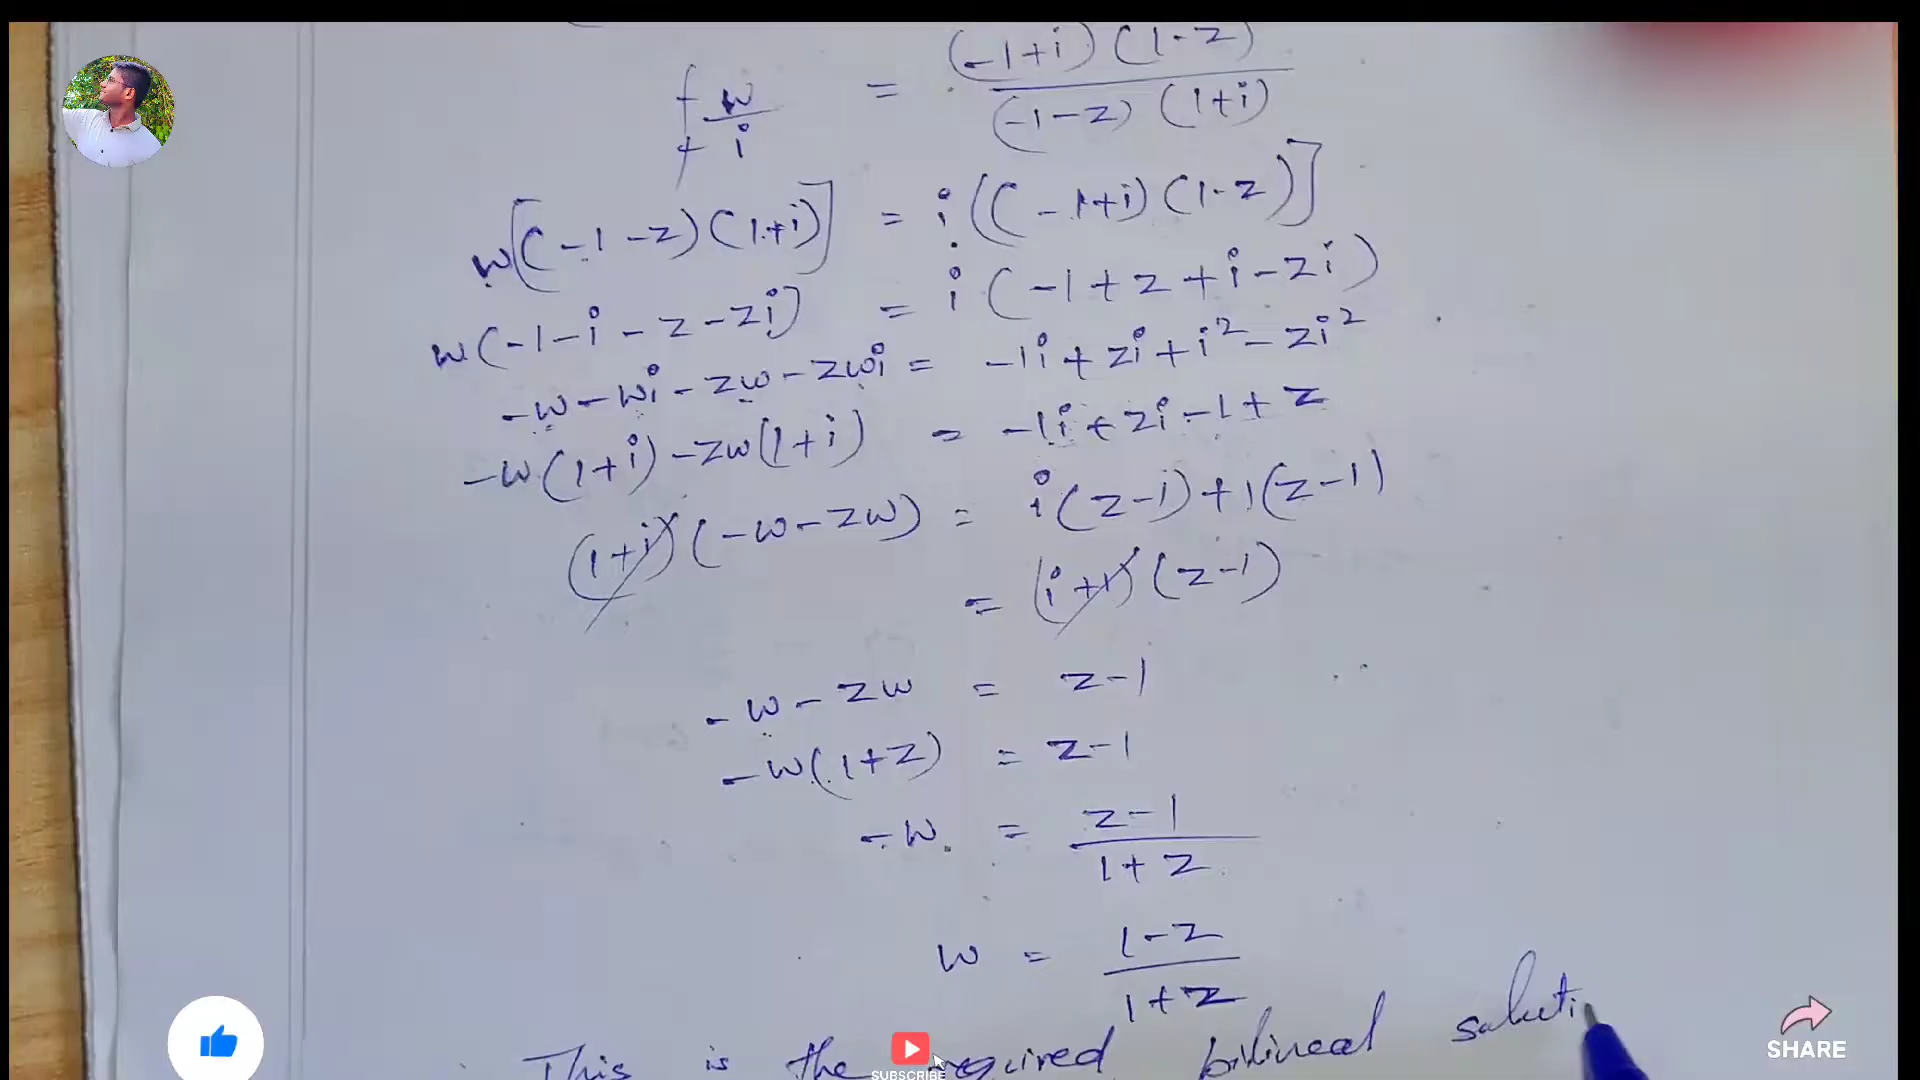 +w/+i = (-1+i)(1-z)/(-1-z)(1+i)
w[(-1-z)(1+i)] = i((-1+i)(1-z)]
w(-1-i-z-zi) = i(-1+z+i-zi)
-w-wi-zw-zwi = -1i+zi+i²-zi²
-w(1+i)-zw(1+i) = -1i+zi-1+z
(1+i)(-w-zw) = i(z-1)+1(z-1)
= (i+1)(z-1)
-w-zw = z-1
-w(1+z) = z-1
-w = z-1/1+z
w = 1-z/1+z
This is the required bilineal soluti
SUBSCRIBE
SHARE